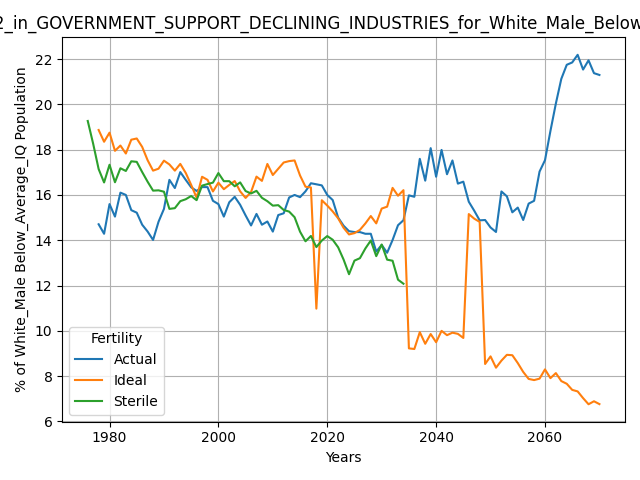 2_in_GOVERNMENT_SUPPORT_DECLINING_INDUSTRIES_for_White_Male_Below
% of White_Male Below_Average_IQ Population
22
20
18
16
14
12
10
8
6
Fertility
Actual
Ideal
Sterile
1980 2000 2020 2040 2060
Years